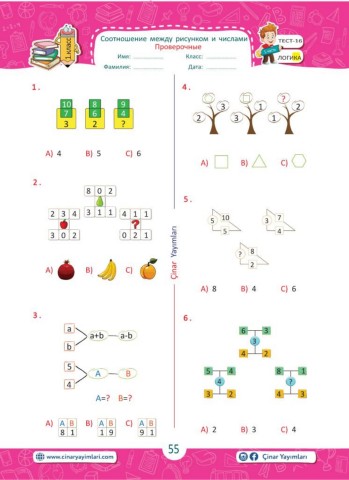 1 класс
Соотношение между рисунком и числами
Проверочные
Имя: Класс:
Фамилия: Дата:
ТЕСТ-16
ЛОГИКА
1.
10 8 9
7 6 4
3 2 ?
A) 4 B) 5 C) 6
2.
8 0 2
3 1 1
2 3 4
3 0 2
4 1 1
?
0 2 1
A) B) C)
3.
a
b
a+b
a-b
5
4
A
B
A=? B=?
A) A B
8 1
B) A B
1 9
C) A B
9 1
Çınar Yayımları
4.
2 3 1 2 ? 2
3 1
A) B) C)
5.
5 10
5
3 7
4
? 8
2
A) 8 B) 4 C) 6
6.
6 3
3
4 2
5 4
4
3 2
8 1
?
4 3
A) 2 B) 3 C) 4
www.cinaryayimlari.com
55
Çınar Yayımları